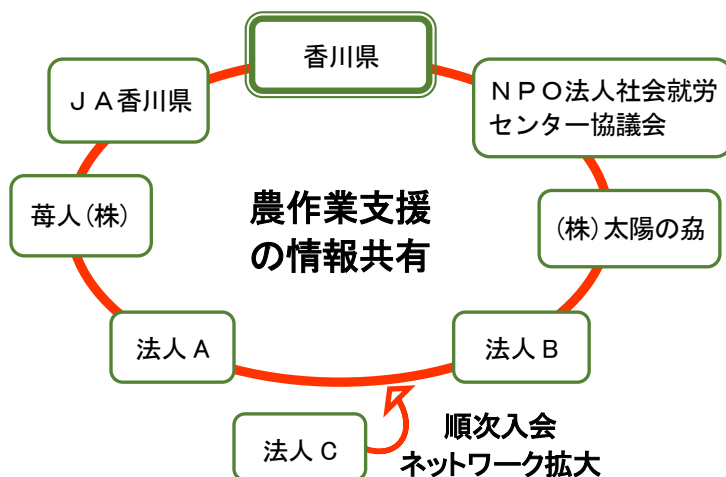 香川県
ＪＡ香川県
ＮＰＯ法人社会就労
センター協議会
苺人(株)
農作業支援
の情報共有
(株)太陽の劦
法人Ａ
法人Ｂ
法人Ｃ
順次入会
ネットワーク拡大